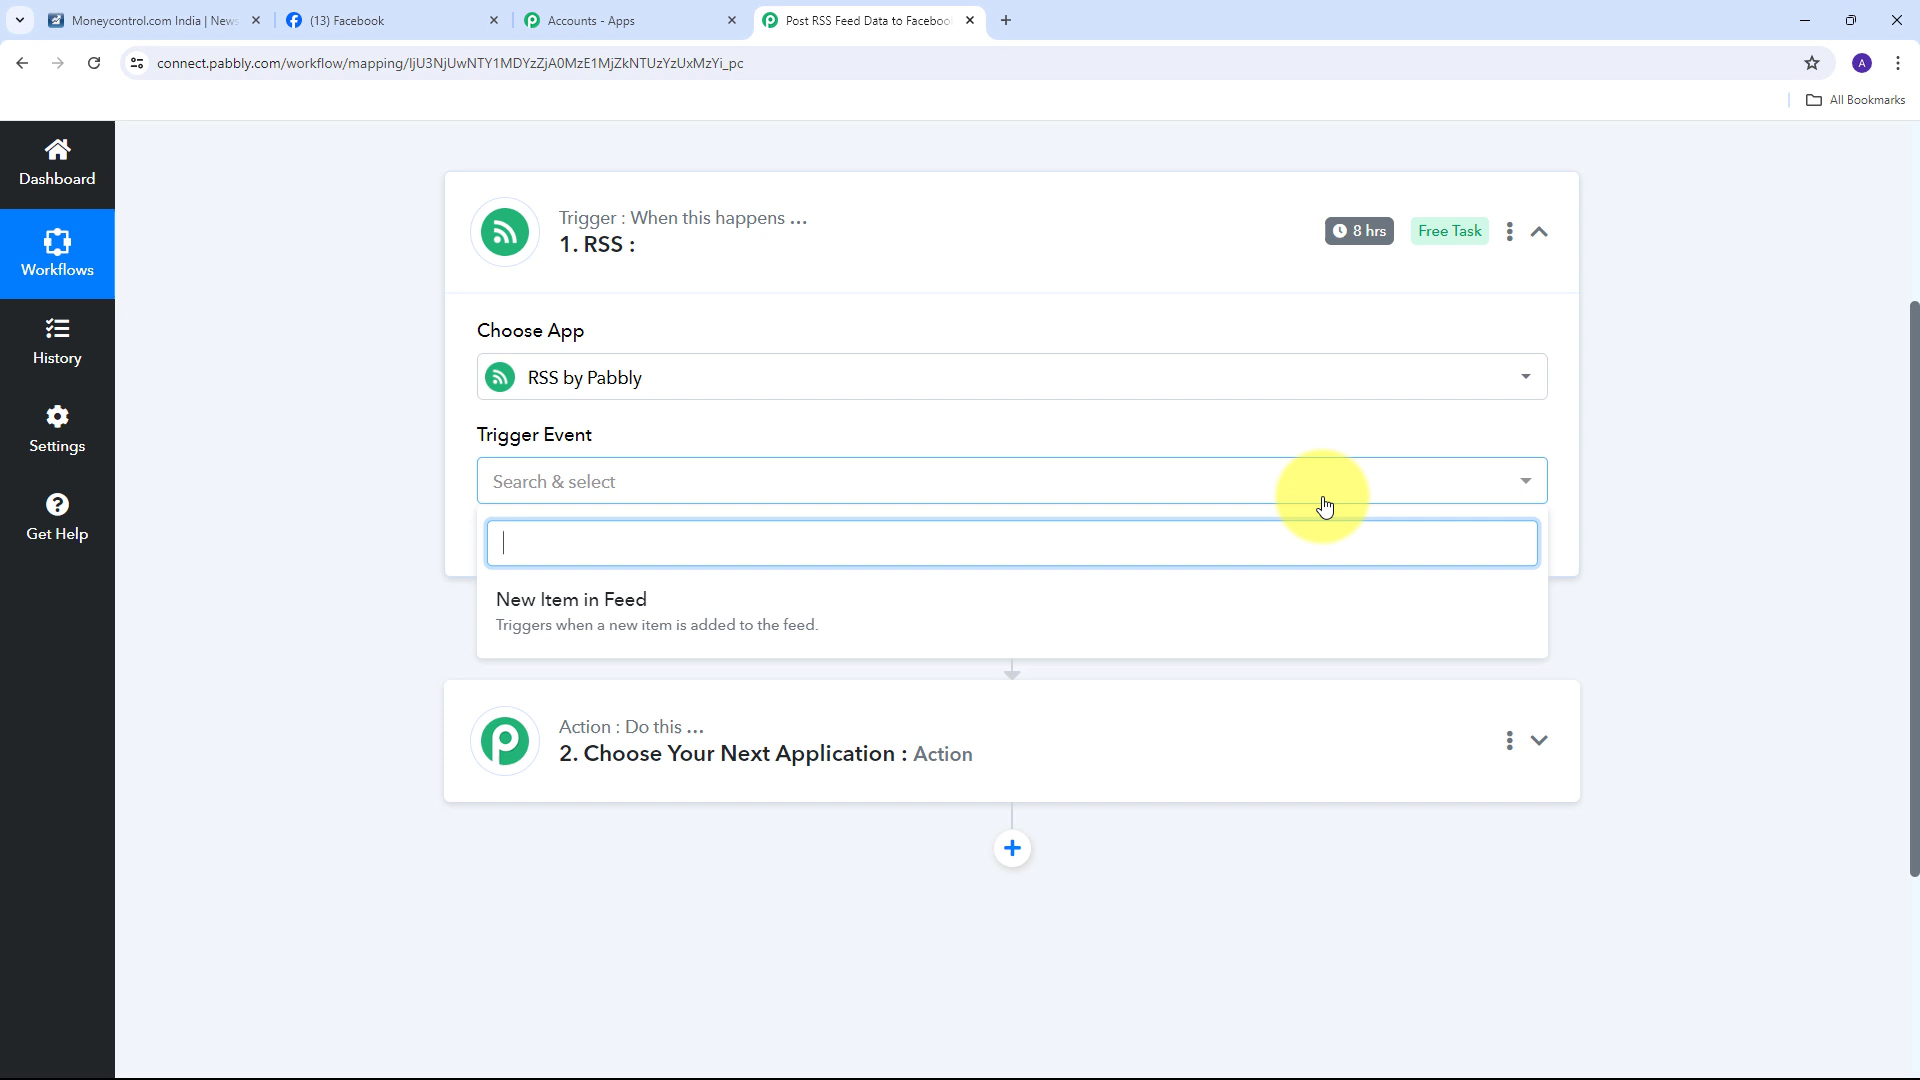 Moneycontrol.com India | News
(13) Facebook
Accounts - Apps
Post RSS Feed Data to Faceboo
connect.pabbly.com/workflow/mapping/IjU3NjUwNTY1MDYzZjA0MzE1MjZkNTUzYzUxMzYi_pc
A
All Bookmarks
Dashboard
Workflows
History
Settings
Get Help
Trigger : When this happens ...
1. RSS :
8 hrs
Free Task
Choose App
RSS by Pabbly
Trigger Event
Search & select
New Item in Feed
Triggers when a new item is added to the feed.
Action : Do this ...
2. Choose Your Next Application : Action